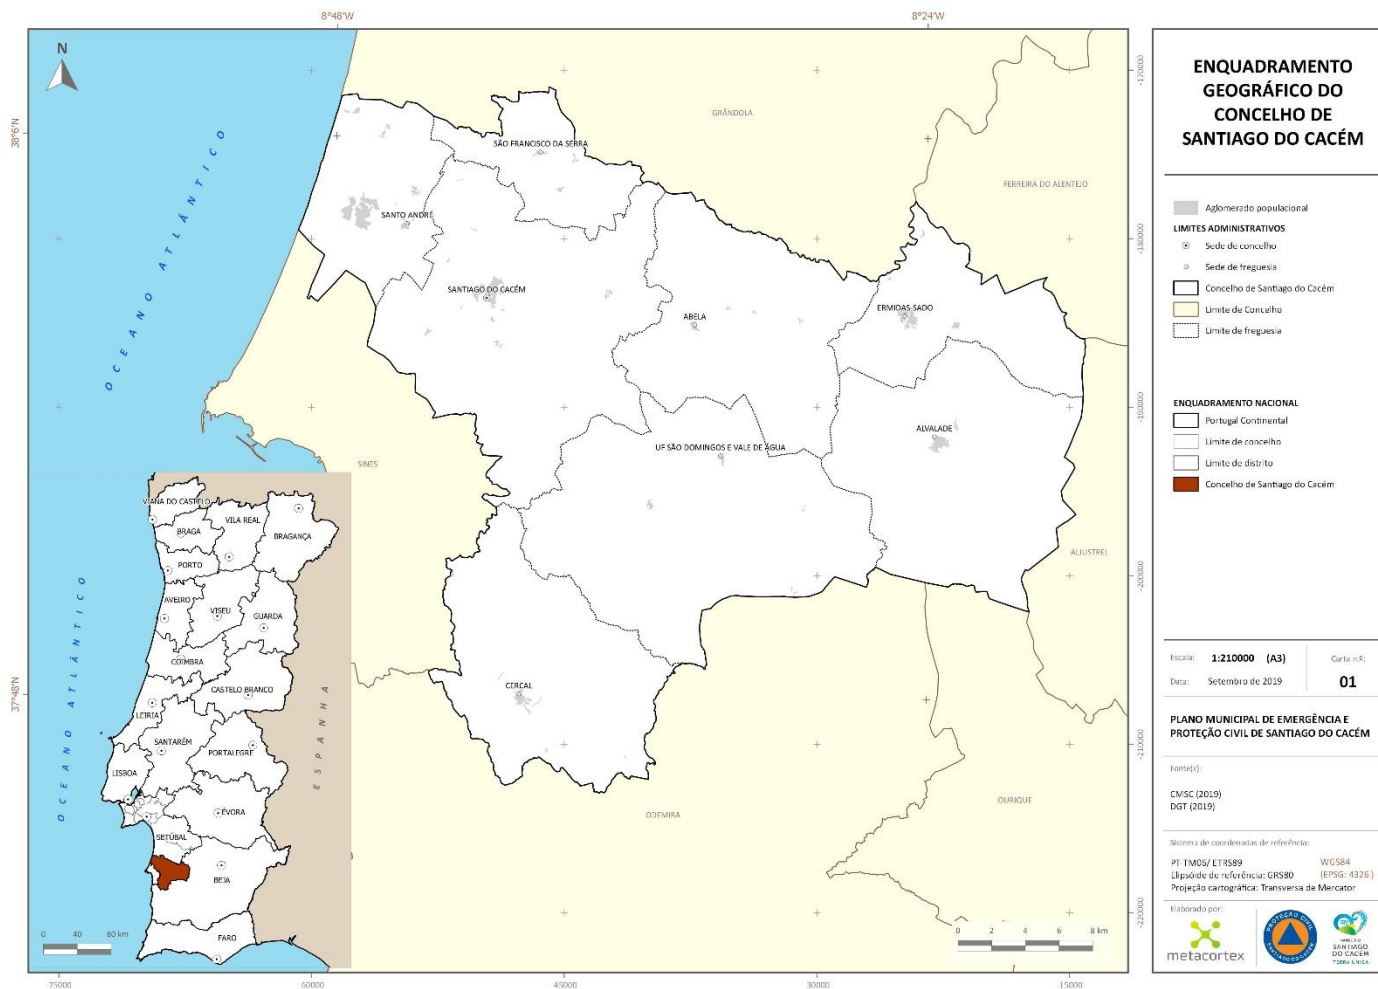 8°48'W
8°24'W
N
38°6'N
37°48'N
OCEANO ATLÂNTICO
GRÂNDOLA
FERREIRA DO ALENTEJO
SÃO FRANCISCO DA SERRA
SANTO ANDRÉ
SANTIAGO DO CACÉM
ABELA
ERMIDAS-SADO
ALVALADE
UF SÃO DOMINGOS E VALE DE ÁGUA
SINES
CERCAL
ALJUSTREL
ODEMIRA
OURIQUE
-170000
-180000
-190000
-200000
-210000
-220000
-75000
-60000
-45000
-30000
-15000
0 2 4 6 8 km
OCEANO ATLÂNTICO
ESPANHA
VIANA DO CASTELO
BRAGA
VILA REAL
BRAGANÇA
PORTO
AVEIRO
VISEU
GUARDA
COIMBRA
CASTELO BRANCO
LEIRIA
SANTARÉM
PORTALEGRE
LISBOA
ÉVORA
SETÚBAL
BEJA
FARO
0 40 80 km
ENQUADRAMENTO
GEOGRÁFICO DO
CONCELHO DE
SANTIAGO DO CACÉM
Aglomerado populacional
LIMITES ADMINISTRATIVOS
Sede de concelho
Sede de freguesia
Concelho de Santiago do Cacém
Limite de Concelho
Limite de freguesia
ENQUADRAMENTO NACIONAL
Portugal Continental
Limite de concelho
Limite de distrito
Concelho de Santiago do Cacém
Escala: 1:210000 (A3)
Carta n.º:
Data: Setembro de 2019
01
PLANO MUNICIPAL DE EMERGÊNCIA E
PROTEÇÃO CIVIL DE SANTIAGO DO CACÉM
Fonte(s):
CMSC (2019)
DGT (2019)
Sistema de coordenadas de referência:
PT-TM06/ ETRS89 WGS84
Elipsóide de referência: GRS80 (EPSG: 4326 )
Projeção cartográfica: Transversa de Mercator
Elaborado por:
metacortex
PROTEÇÃO CIVIL
SANTIAGO DO CACÉM
MUNICÍPIO
SANTIAGO
DO CACÉM
TERRA ÚNICA